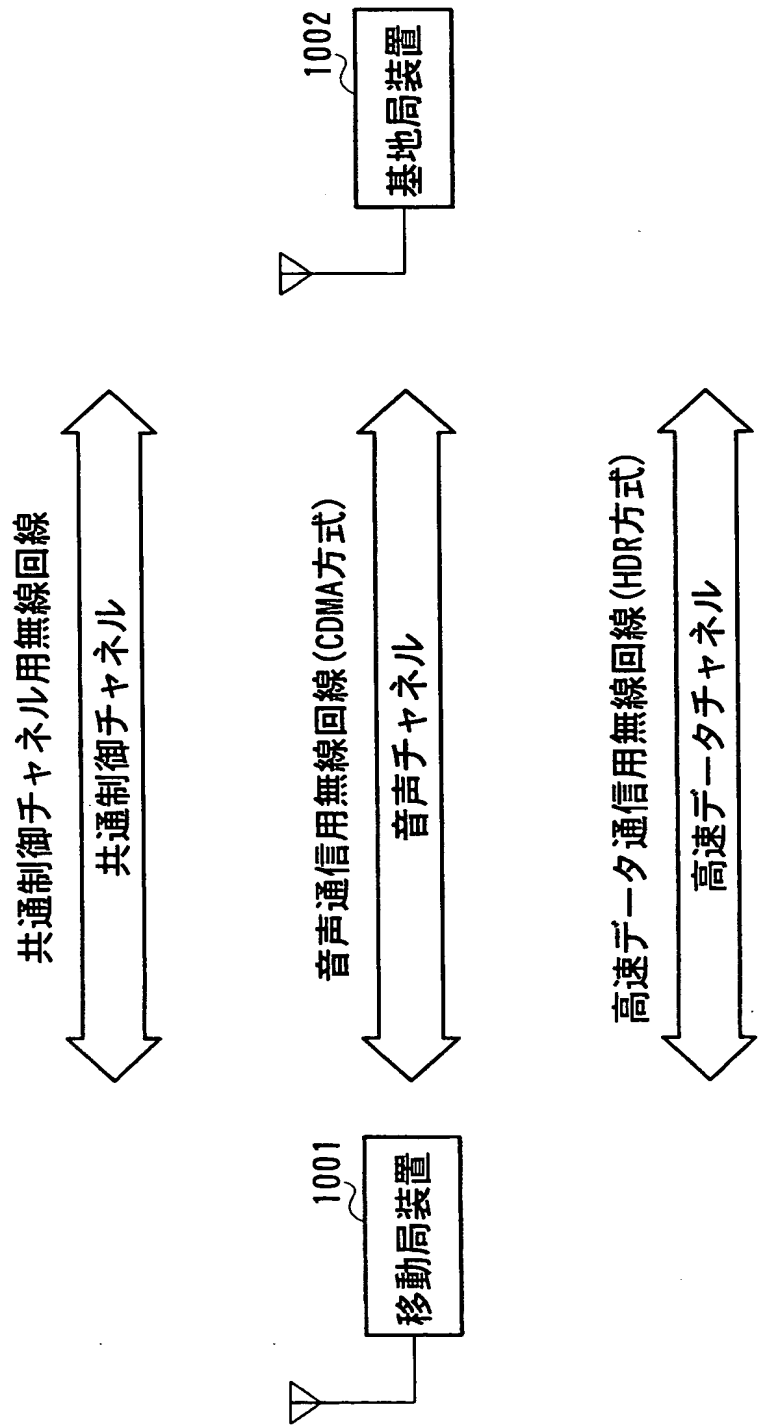 共通制御チャネル用無線回線
共通制御チャネル
1001
移動局装置
音声通信用無線回線(CDMA方式)
音声チャネル
1002
基地局装置
高速データ通信用無線回線(HDR方式)
高速データチャネル